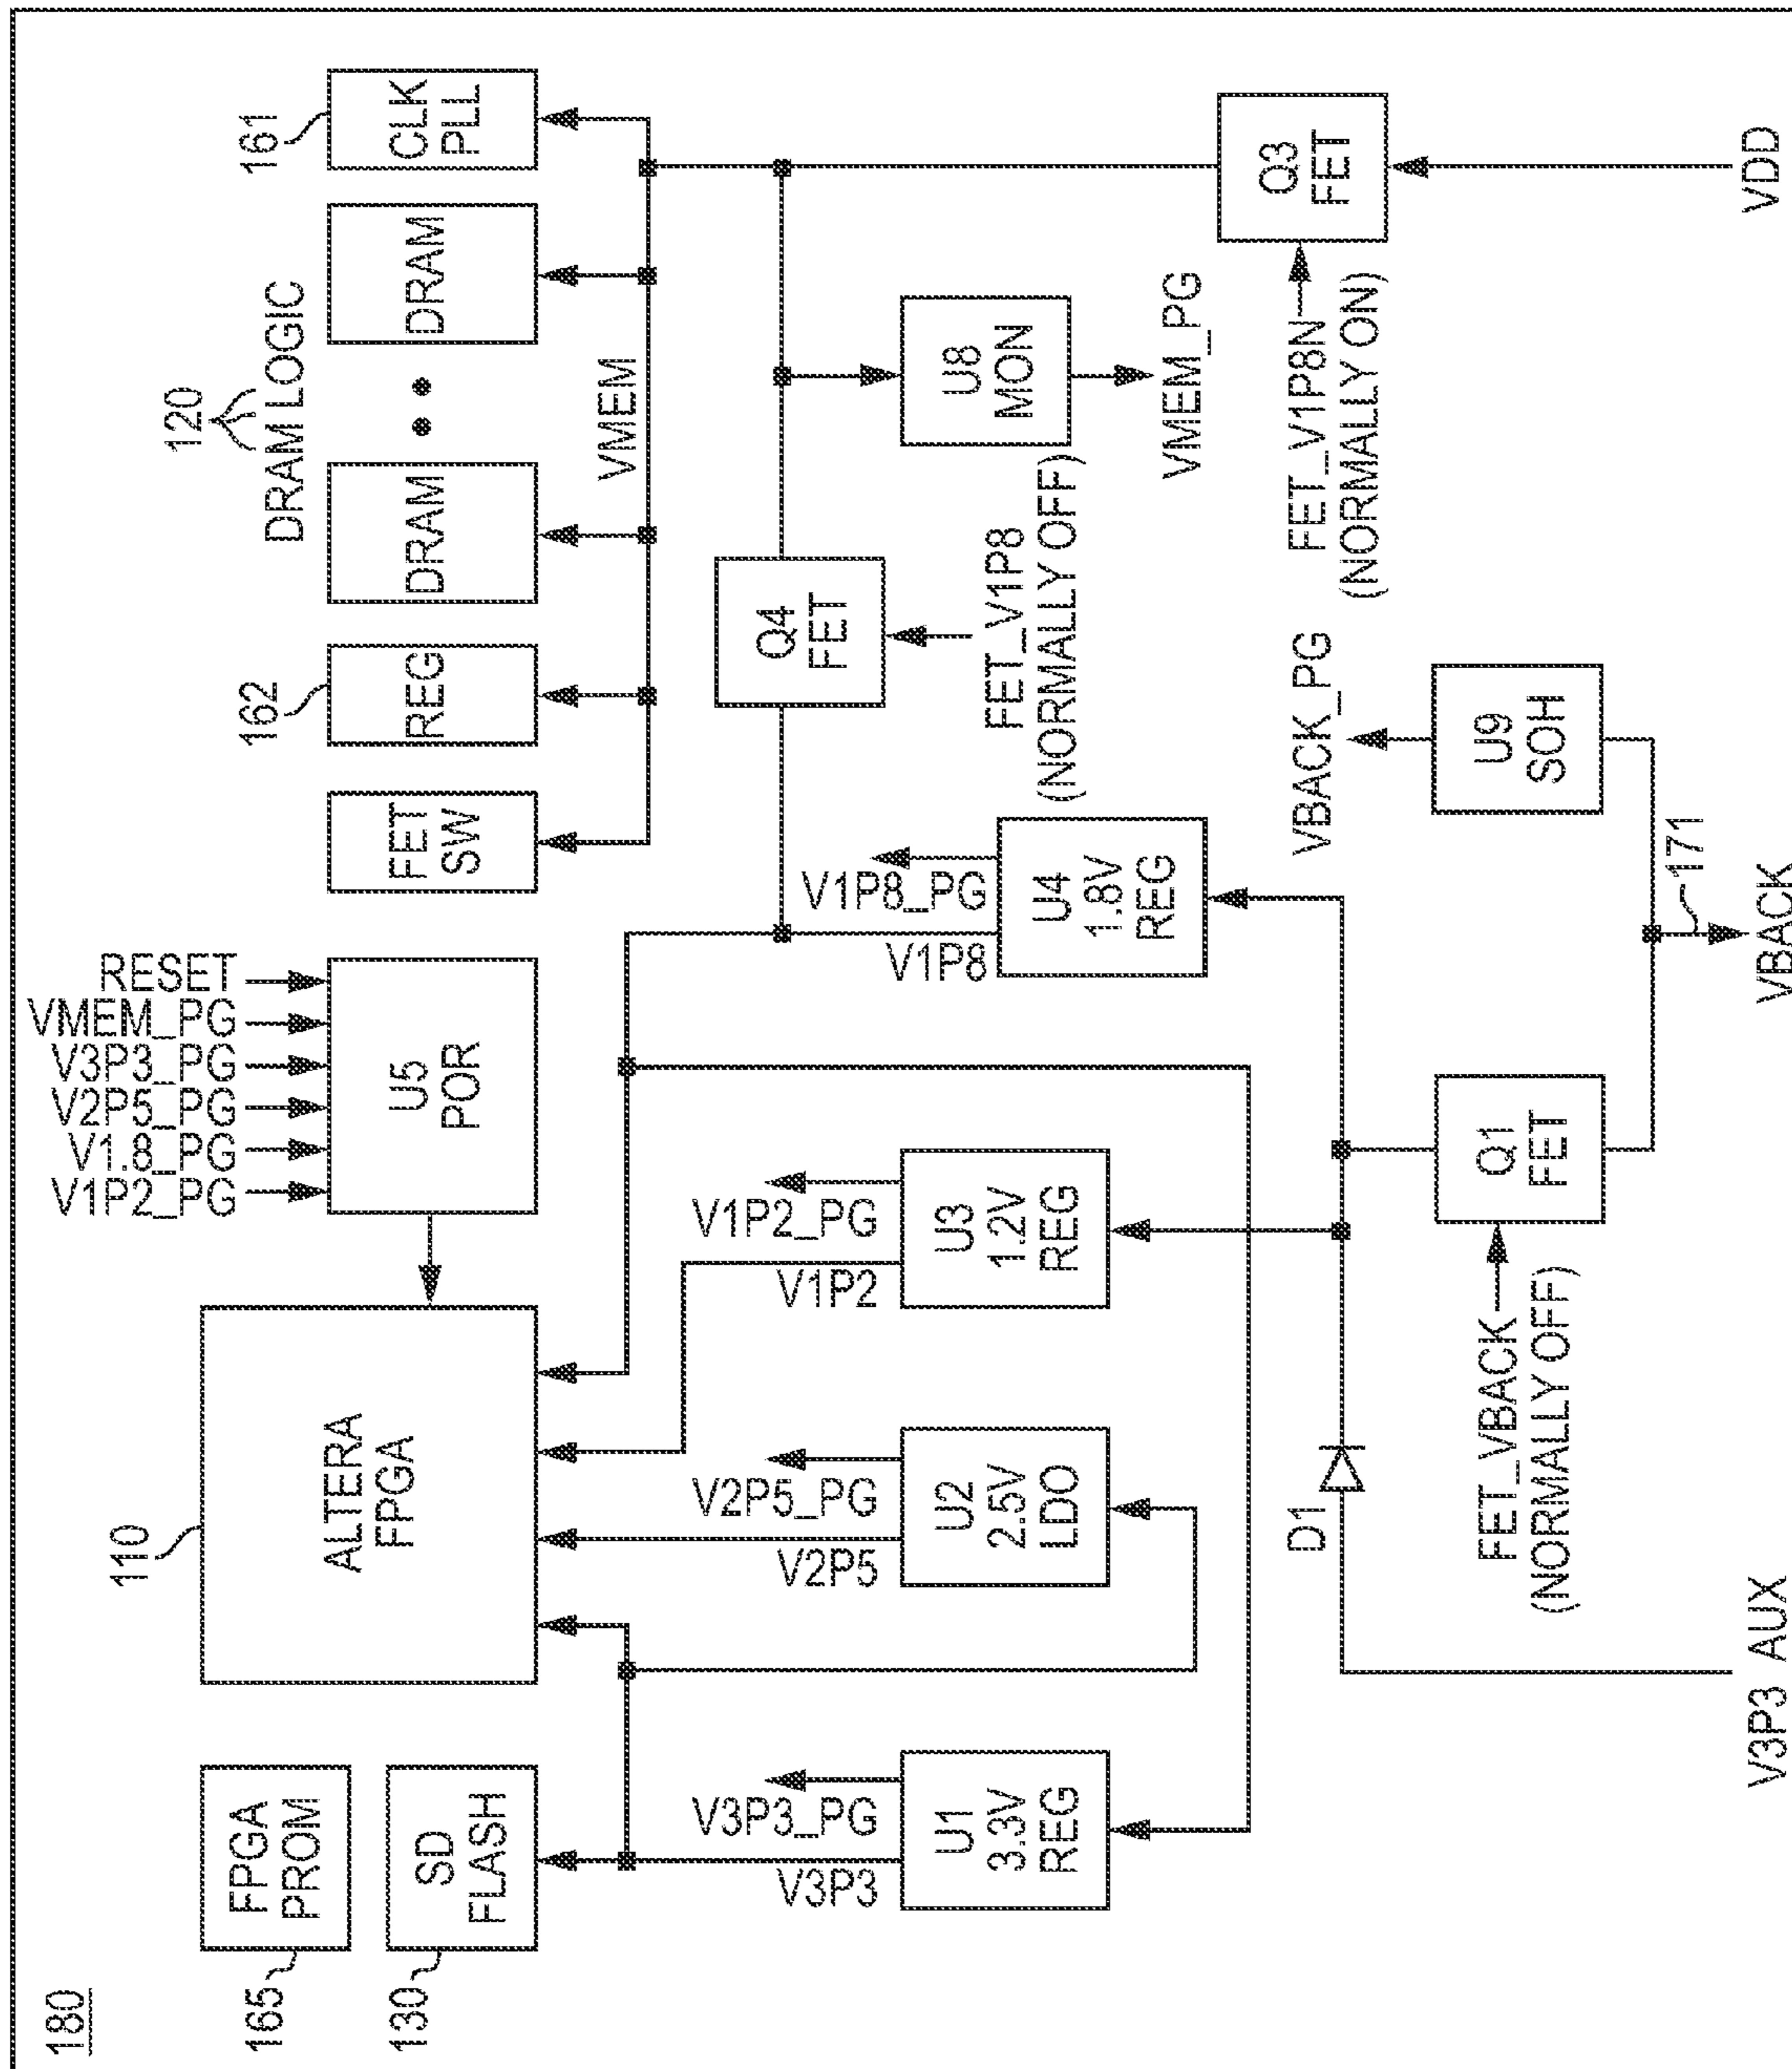 180
165
FPGA
PROM
130
SD
FLASH
110
ALTERA
FPGA
RESET
VMEM_PG
V3P3_PG
V2P5_PG
V1.8_PG
V1P2_PG
U5
POR
120
DRAM LOGIC
FET
SW
162
REG
DRAM
DRAM
161
CLK
PLL
VMEM
V3P3_PG
V3P3
U1
3.3V
REG
V2P5_PG
V2P5
U2
2.5V
LDO
V1P2_PG
V1P2
U3
1.2V
REG
V1P8_PG
V1P8
U4
1.8V
REG
Q4
FET
FET_V1P8
(NORMALLY OFF)
U8
MON
VMEM_PG
Q3
FET
FET_V1P8N
(NORMALLY ON)
D1
FET_VBACK
(NORMALLY OFF)
Q1
FET
VBACK_PG
U9
SOH
171
V3P3 AUX
VBACK
VDD